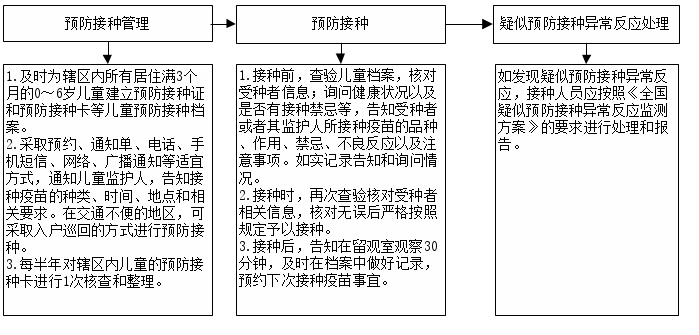 预防接种管理
预防接种
疑似预防接种异常反应处理
1.及时为辖区内所有居住满3个
月的0～6岁儿童建立预防接种证
和预防接种卡等儿童预防接种档
案。
2.采取预约、通知单、电话、手
机短信、网络、广播通知等适宜
方式，通知儿童监护人，告知接
种疫苗的种类、时间、地点和相
关要求。在交通不便的地区，可
采取入户巡回的方式进行预防接
种。
3.每半年对辖区内儿童的预防接
种卡进行1次核查和整理。
1.接种前，查验儿童档案，核对
受种者信息；询问健康状况以及
是否有接种禁忌等，告知受种者
或者其监护人所接种疫苗的品种
、作用、禁忌、不良反应以及注
意事项。如实记录告知和询问情
况。
2.接种时，再次查验核对受种者
相关信息，核对无误后严格按照
规定予以接种。
3.接种后，告知在留观室观察30
分钟，及时在档案中做好记录，
预约下次接种疫苗事宜。
如发现疑似预防接种异常反
应，接种人员应按照《全国
疑似预防接种异常反应监测
方案》的要求进行处理和报
告。